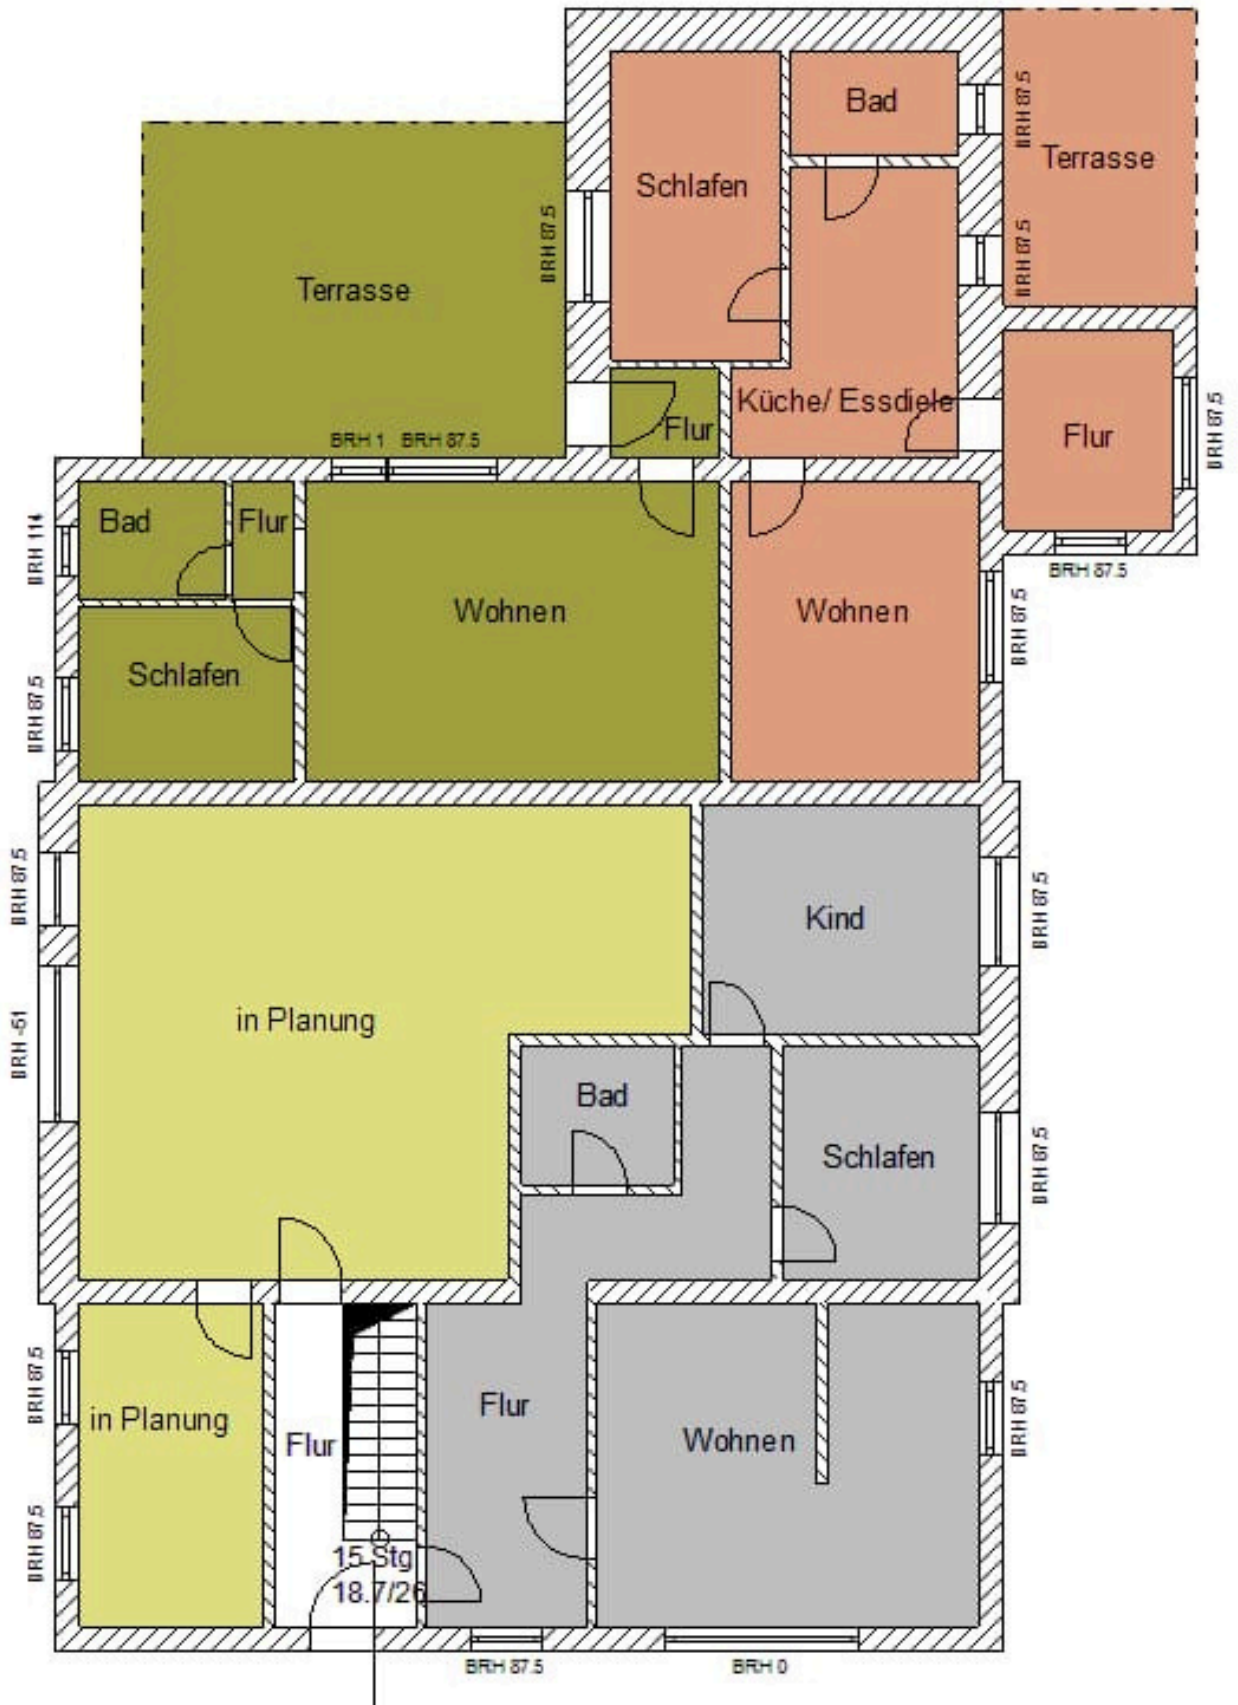 Bad
BRH 87.5
Terrasse
Schlafen
BRH 87.5
BRH 87.5
Terrasse
Küche/ Essdiele
Flur
BRH 87.5
Flur
BRH 1 BRH 87.5
Bad
Flur
BRH 114
BRH 87.5
Wohnen
Wohnen
BRH 87.5
Schlafen
BRH 87.5
BRH 87.5
Kind
BRH 87.5
in Planung
BRH -61
Bad
Schlafen
BRH 87.5
BRH 87.5
in Planung
Flur
Flur
Wohnen
BRH 87.5
BRH 87.5
15 Stg
18.7/26
BRH 87.5
BRH 0